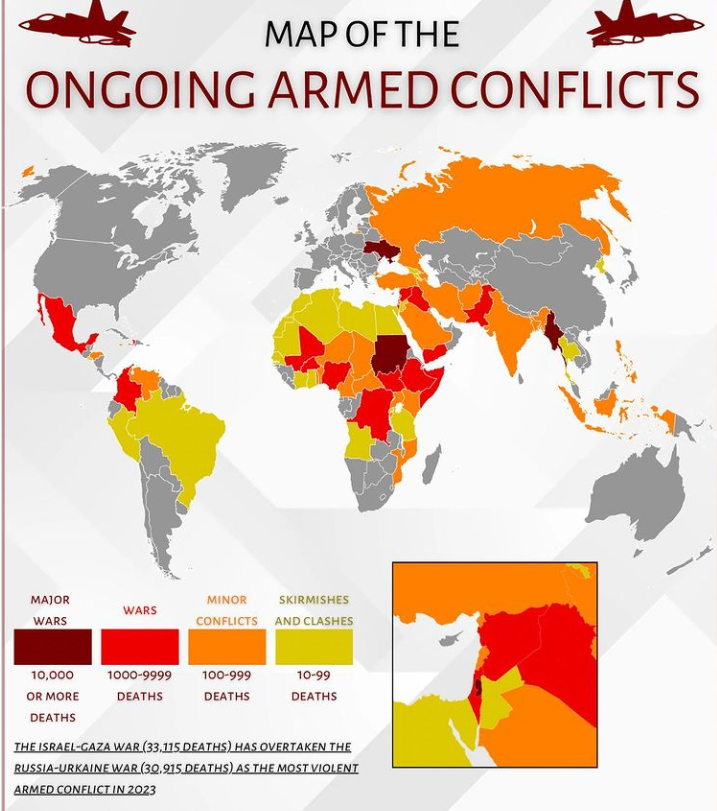 MAP OF THE
ONGOING ARMED CONFLICTS
MAJOR
WARS
WARS
MINOR
CONFLICTS
SKIRMISHES
AND CLASHES
10,000
OR MORE
DEATHS
1000-9999
DEATHS
100-999
DEATHS
10-99
DEATHS
THE ISRAEL-GAZA WAR (33,115 DEATHS) HAS OVERTAKEN THE
RUSSIA-URKAINE WAR (30,915 DEATHS) AS THE MOST VIOLENT
ARMED CONFLICT IN 2023